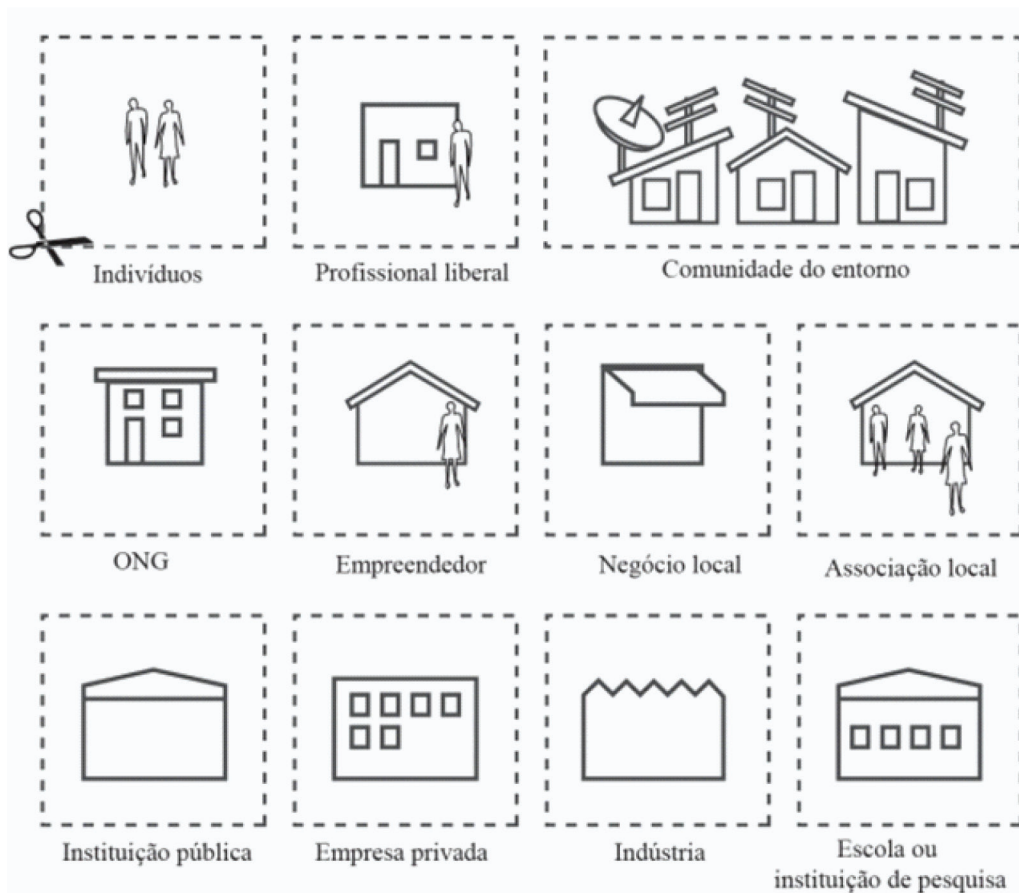 Indivíduos
Profissional liberal
Comunidade do entorno
ONG
Empreendedor
Negócio local
Associação local
Instituição pública
Empresa privada
Indústria
Escola ou
instituição de pesquisa